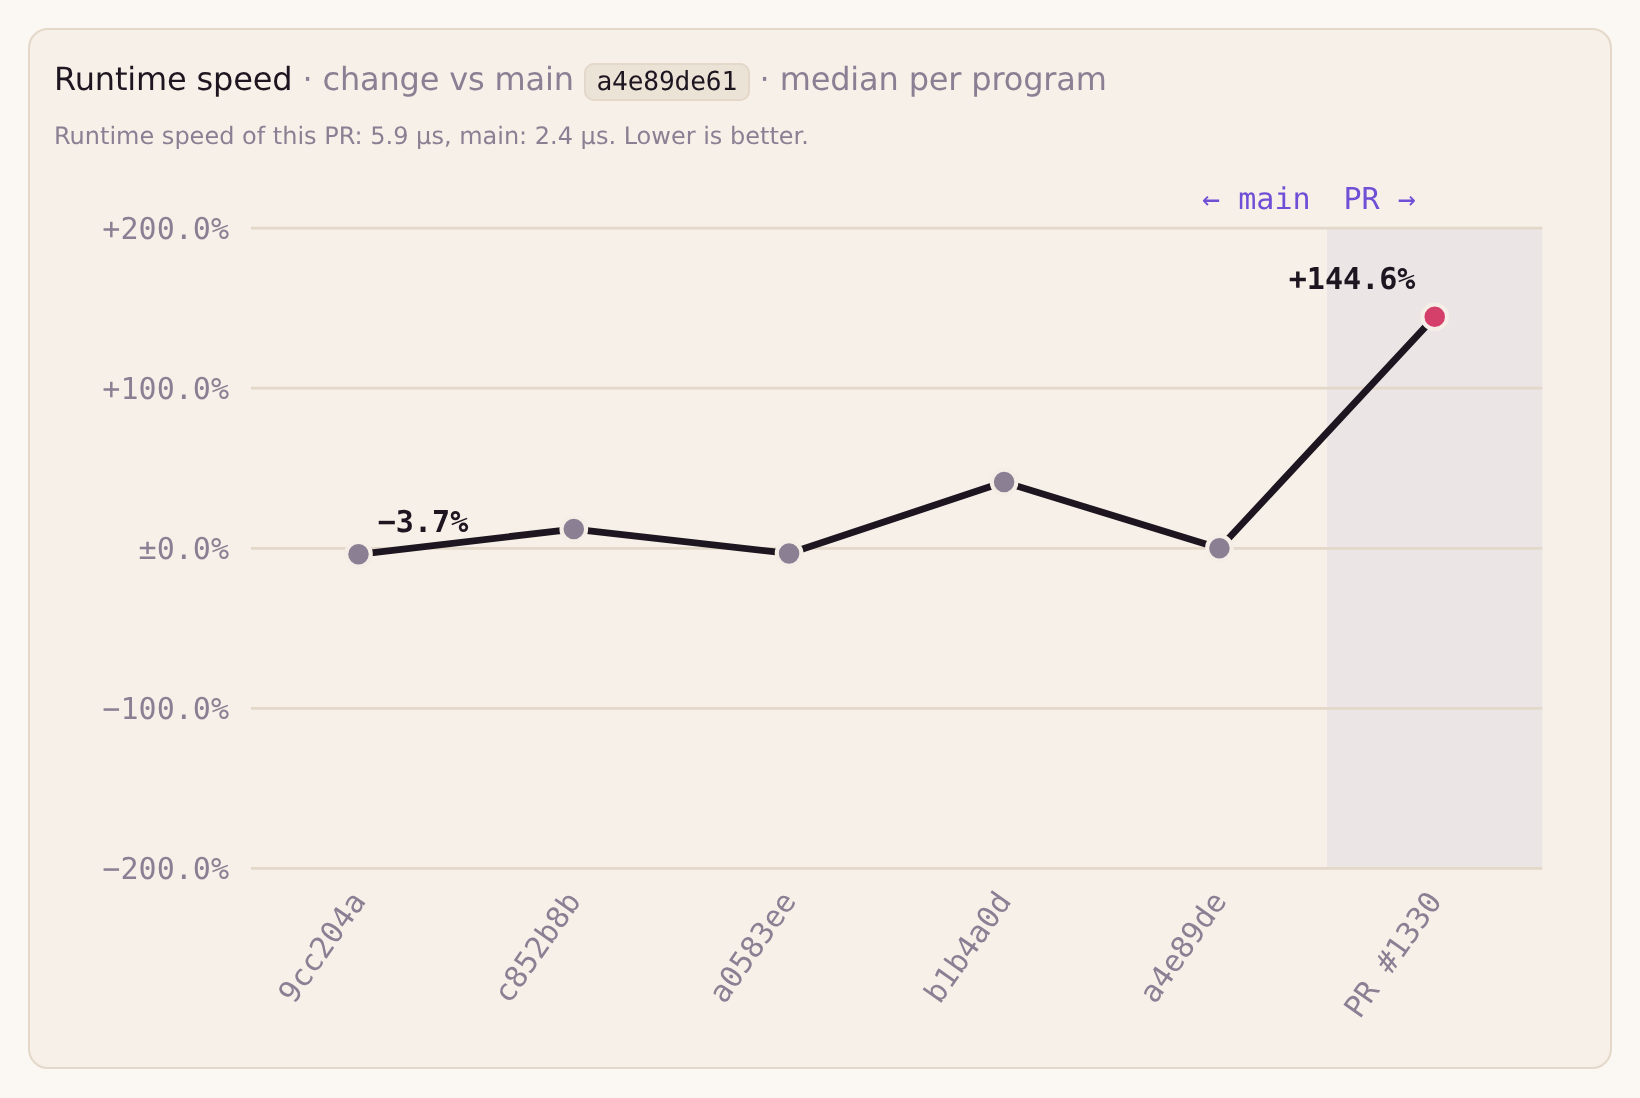 Runtime speed · change vs main a4e89de61 · median per program
Runtime speed of this PR: 5.9 µs, main: 2.4 µs. Lower is better.
← main PR →
+200.0%
+144.6%
+100.0%
−3.7%
±0.0%
−100.0%
−200.0%
9cc204a
c852b8b
a0583ee
b1b4a0d
a4e89de
PR #1330